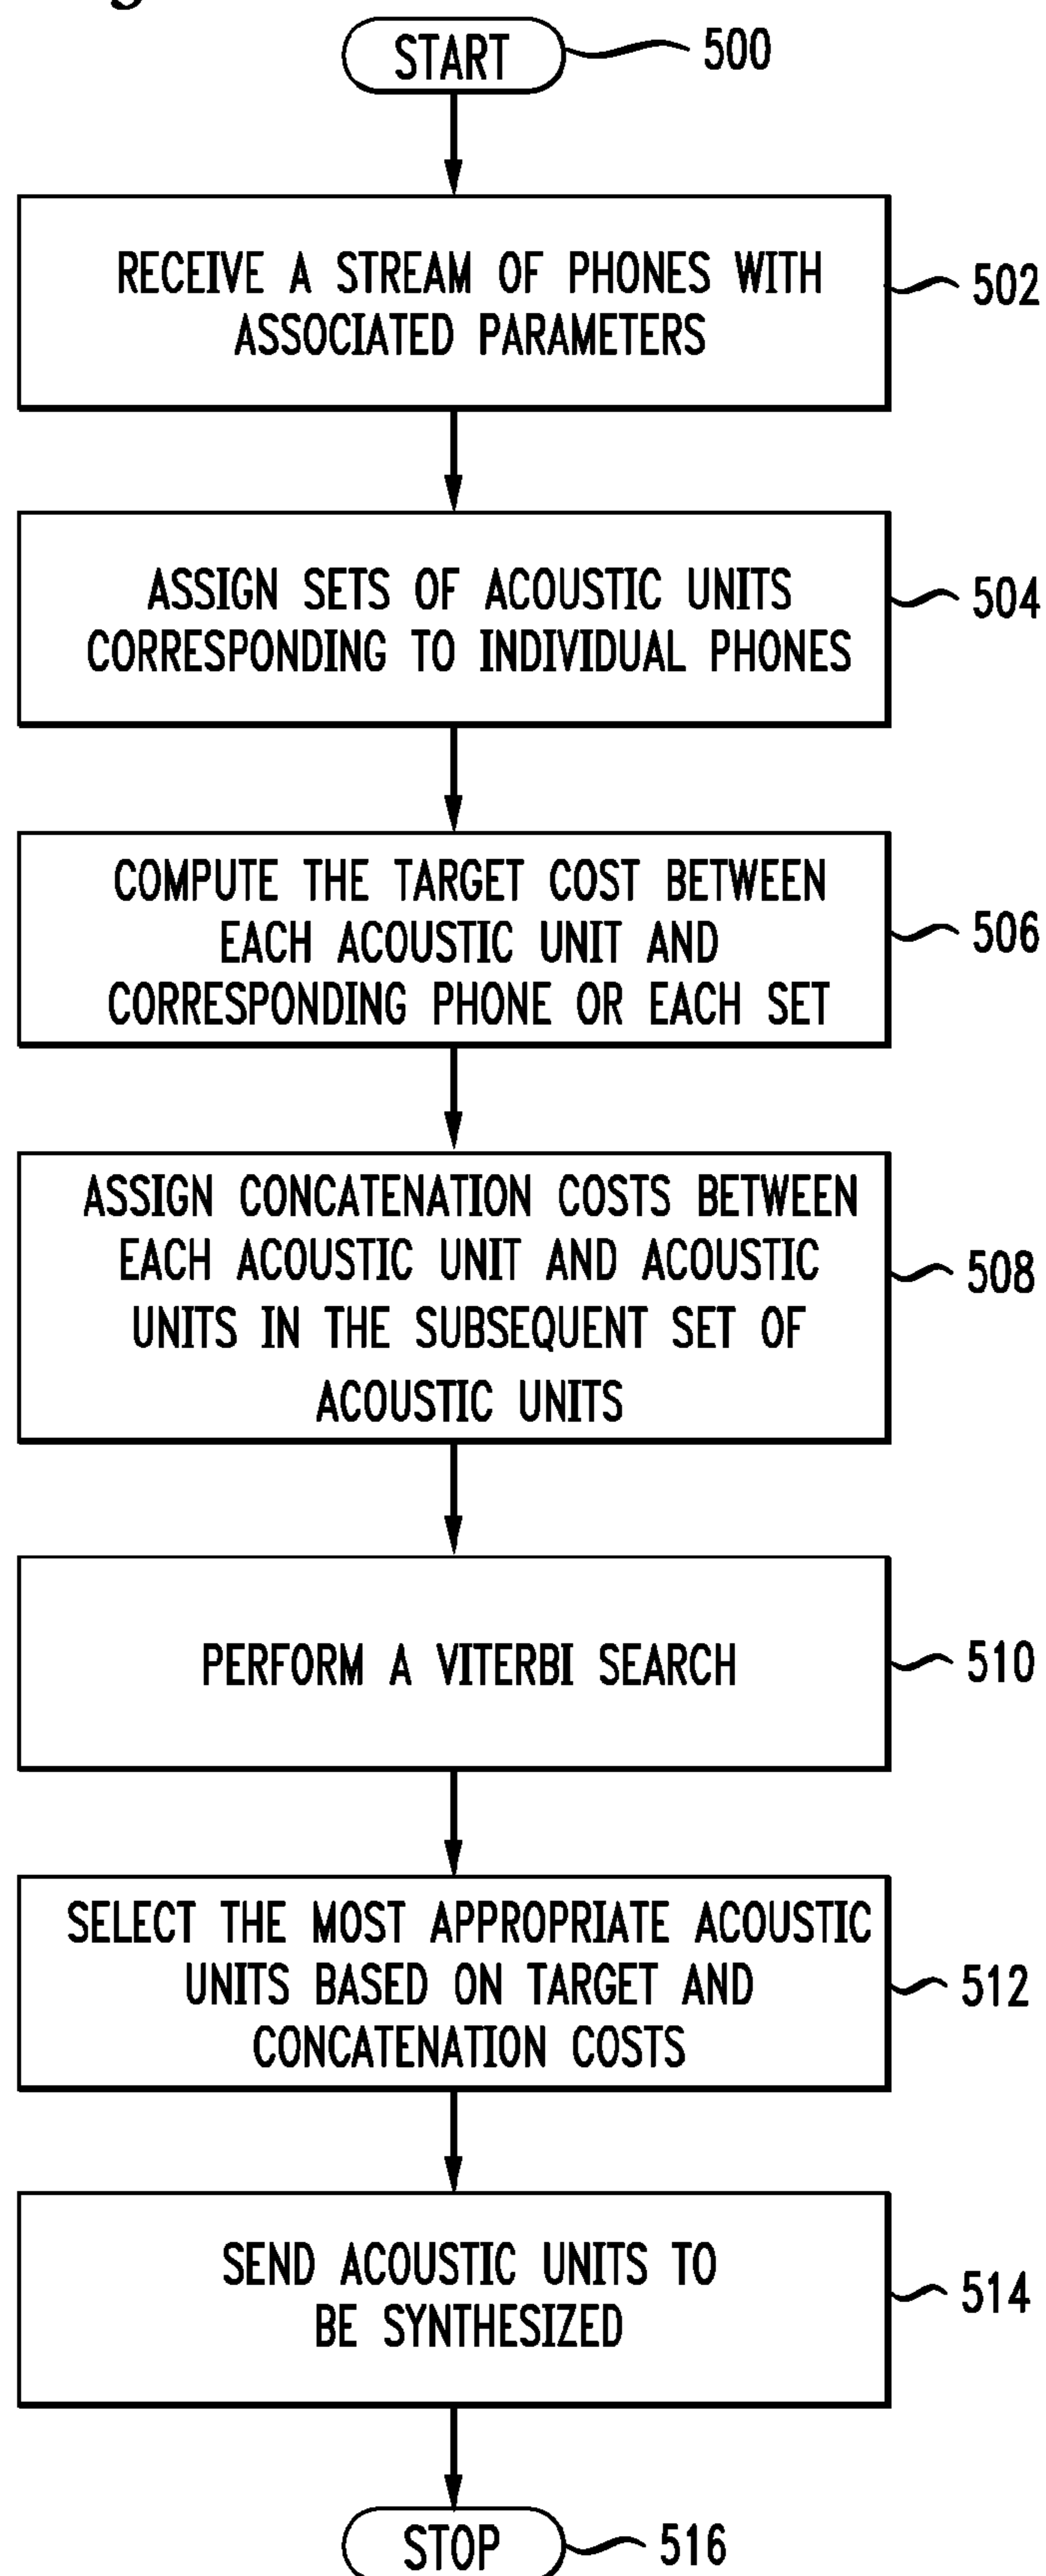 START
500
RECEIVE A STREAM OF PHONES WITH
ASSOCIATED PARAMETERS
502
ASSIGN SETS OF ACOUSTIC UNITS
CORRESPONDING TO INDIVIDUAL PHONES
504
COMPUTE THE TARGET COST BETWEEN
EACH ACOUSTIC UNIT AND
CORRESPONDING PHONE OR EACH SET
506
ASSIGN CONCATENATION COSTS BETWEEN
EACH ACOUSTIC UNIT AND ACOUSTIC
UNITS IN THE SUBSEQUENT SET OF
ACOUSTIC UNITS
508
PERFORM A VITERBI SEARCH
510
SELECT THE MOST APPROPRIATE ACOUSTIC
UNITS BASED ON TARGET AND
CONCATENATION COSTS
512
SEND ACOUSTIC UNITS TO
BE SYNTHESIZED
514
STOP
516